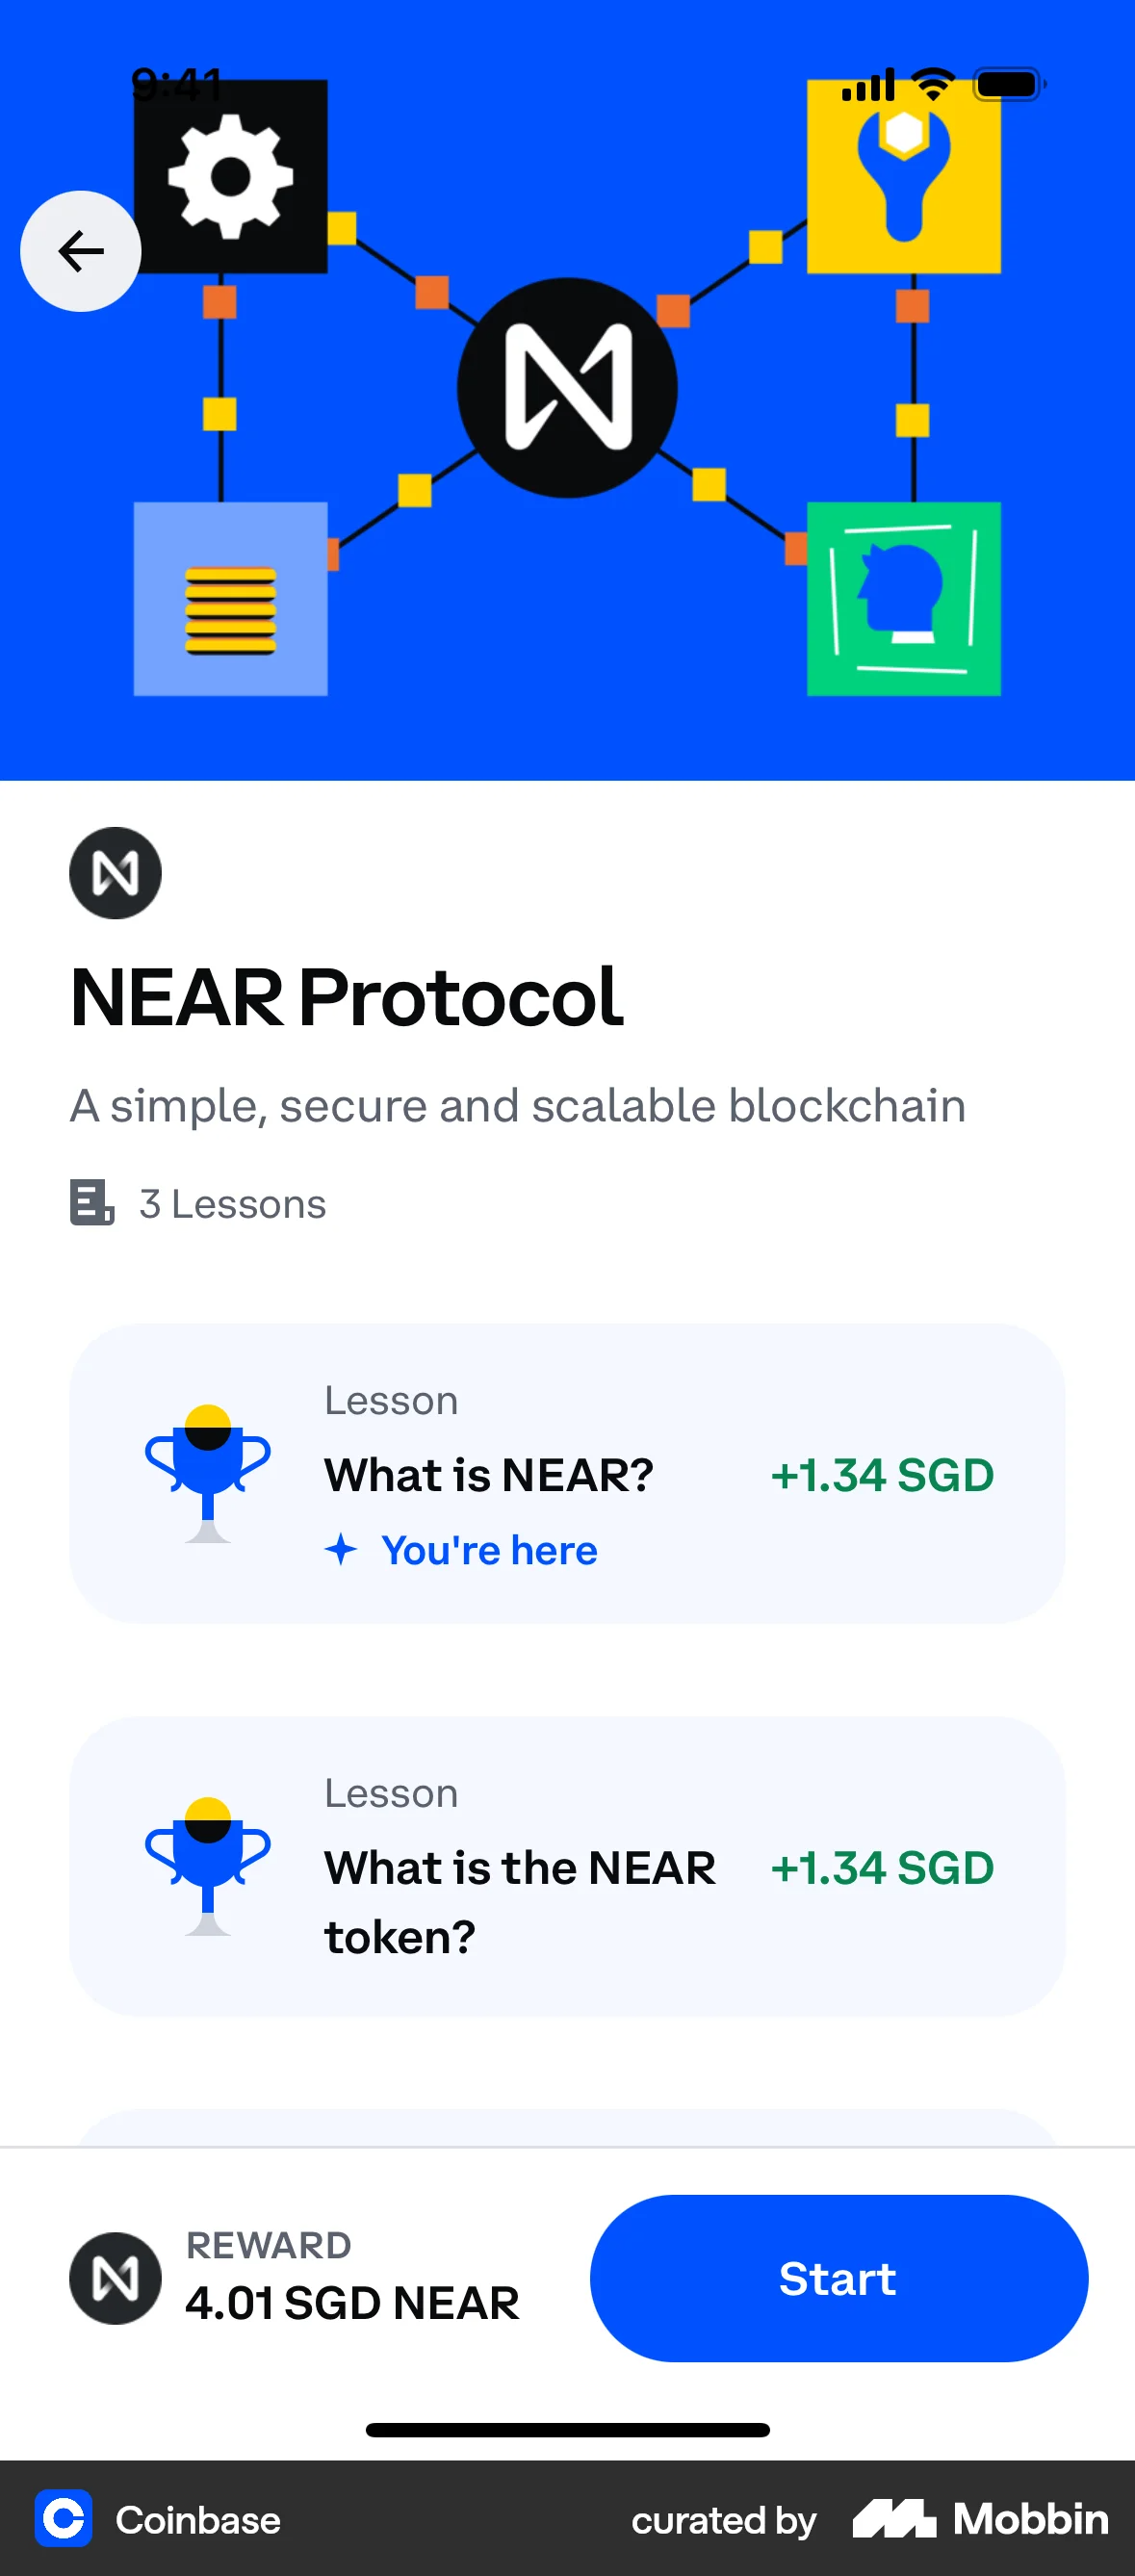 9:41
NEAR Protocol
A simple, secure and scalable blockchain
3 Lessons
Lesson
What is NEAR?
+1.34 SGD
You're here
Lesson
What is the NEAR
token?
+1.34 SGD
REWARD
4.01 SGD NEAR
Start
Coinbase
curated by
Mobbin